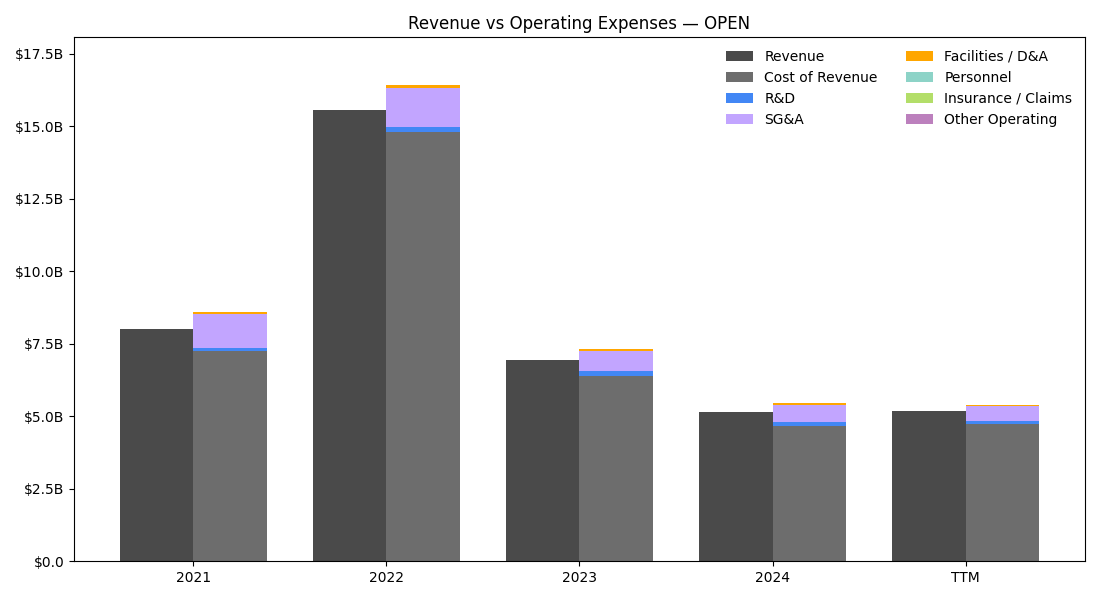 Revenue vs Operating Expenses — OPEN
$17.5B
$15.0B
$12.5B
$10.0B
$7.5B
$5.0B
$2.5B
$0.0
Revenue
Cost of Revenue
R&D
SG&A
Facilities / D&A
Personnel
Insurance / Claims
Other Operating
2021
2022
2023
2024
TTM